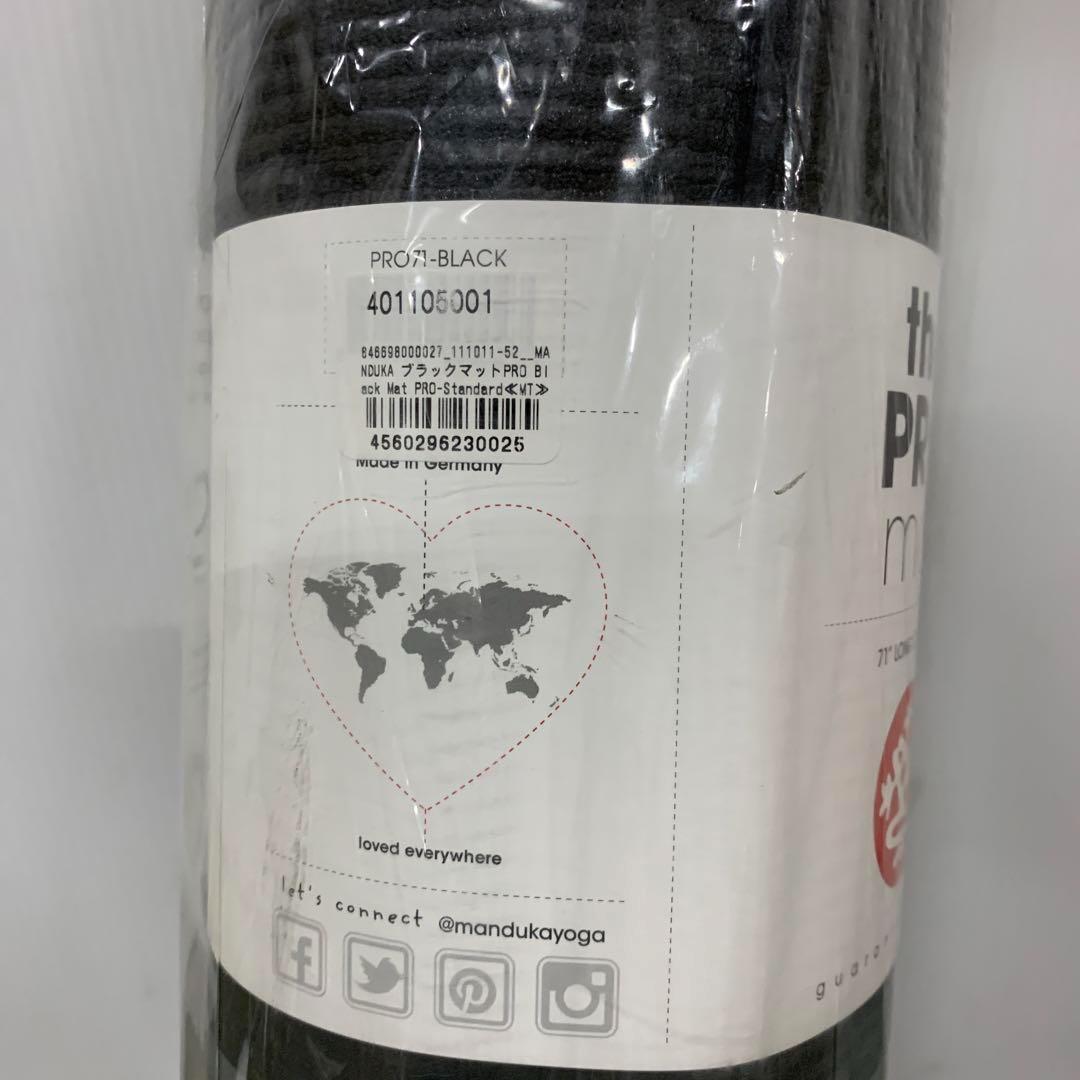 PRO71-BLACK
401105001
846698000027_111011-52__MA
NDUKA ブラックマットPRO Bl
ack Mat PRO-Standard≪MT≫
4560296230025
Made in Germany
loved everywhere
let's connect @mandukayoga
th
PR
m
71" LONG
guara